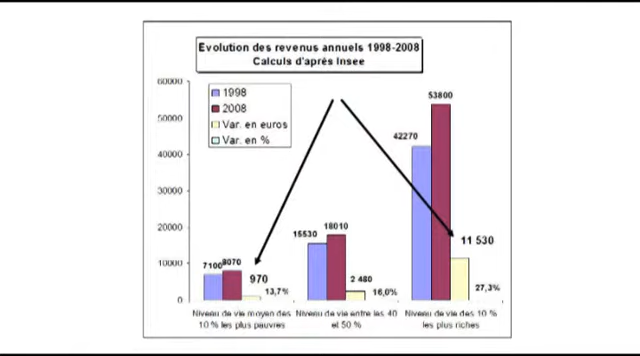 Evolution des revenus annuels 1998-2008
Calculs d'après Insee
60000
50000
40000
30000
20000
10000
0
1998
2008
Var. en euros
Var. en %
7100
8070
970
13,7%
15530
18010
2 480
16,0%
42270
53800
11 530
27,3%
Niveau de vie moyen des
10 % les plus pauvres
Niveau de vie entre les 40
et 50 %
Niveau de vie des 10 %
les plus riches